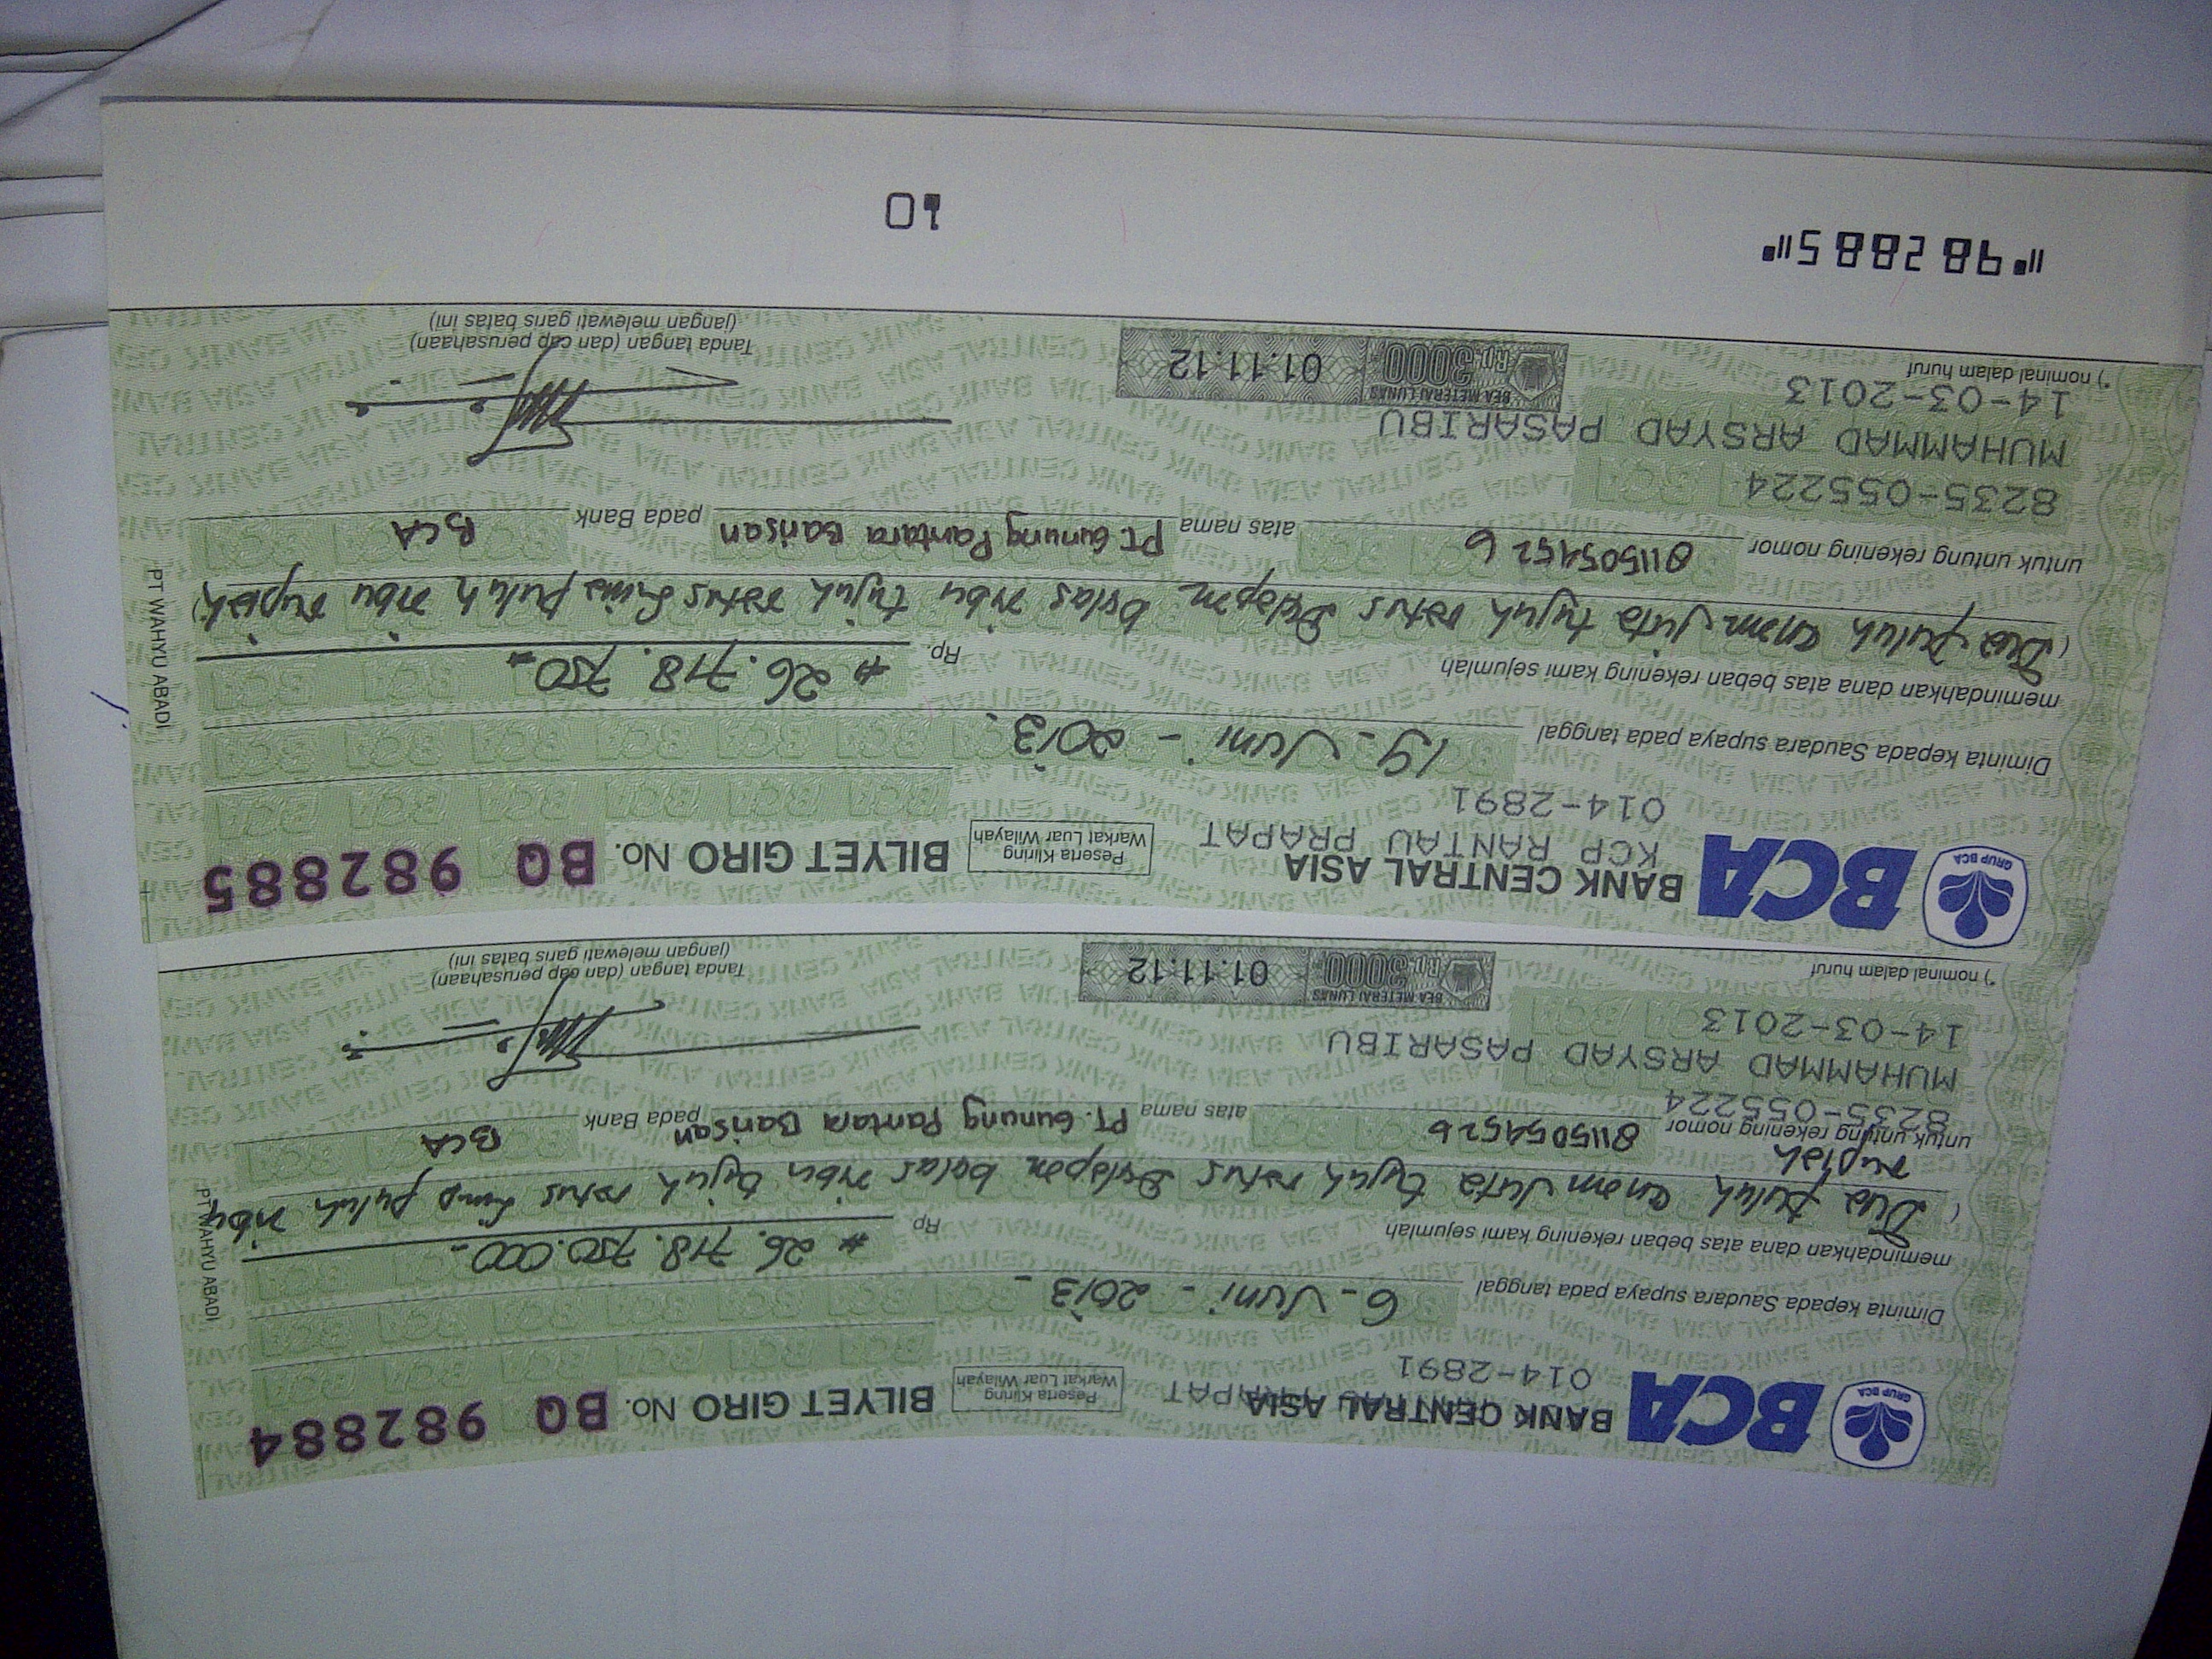 GRUP BCA
BCA BANK CENTRAL ASIA
PRAPAT
014-2891
Peserta Kliring
Warkat Luar Wilayah
BILYET GIRO No. BQ 982884
Diminta kepada Saudara supaya pada tanggal 6 - Juni - 2013 -
memindahkan dana atas beban rekening kami sejumlah Rp. # 26.718.750.000-
( Dua puluh enam Juta tujuh ratus Delapan belas ribu tujuh ratus Lima puluh ribu
rupiah
untuk untung rekening nomor 8115054526 atas nama PT. Gunung Pantara Barisan pada Bank BCA
8235-055224
MUHAMMAD ARSYAD PASARIBU
14-03-2013
*) nominal dalam huruf
BEA METERAI LUNAS
Rp. 3000 01.11.12
Tanda tangan (dan cap perusahaan)
(jangan melewati garis batas ini)
PT WAHYU ABADI
GRUP BCA
BCA BANK CENTRAL ASIA
KCP RANTAU PRAPAT
014-2891
Peserta Kliring
Warkat Luar Wilayah
BILYET GIRO No. BQ 982885
Diminta kepada Saudara supaya pada tanggal 19 - Juni - 2013 .
memindahkan dana atas beban rekening kami sejumlah Rp. # 26.718.750-
( Dua puluh enam juta tujuh ratus Delapan belas ribu tujuh ratus Lima puluh ribu rupiah )
untuk untung rekening nomor 8115054526 atas nama PT. Gunung Pantara Barisan pada Bank BCA
8235-055224
MUHAMMAD ARSYAD PASARIBU
14-03-2013
*) nominal dalam huruf
BEA METERAI LUNAS
Rp. 3000 01.11.12
Tanda tangan (dan cap perusahaan)
(jangan melewati garis batas ini)
PT WAHYU ABADI
⑈982885⑈ 10